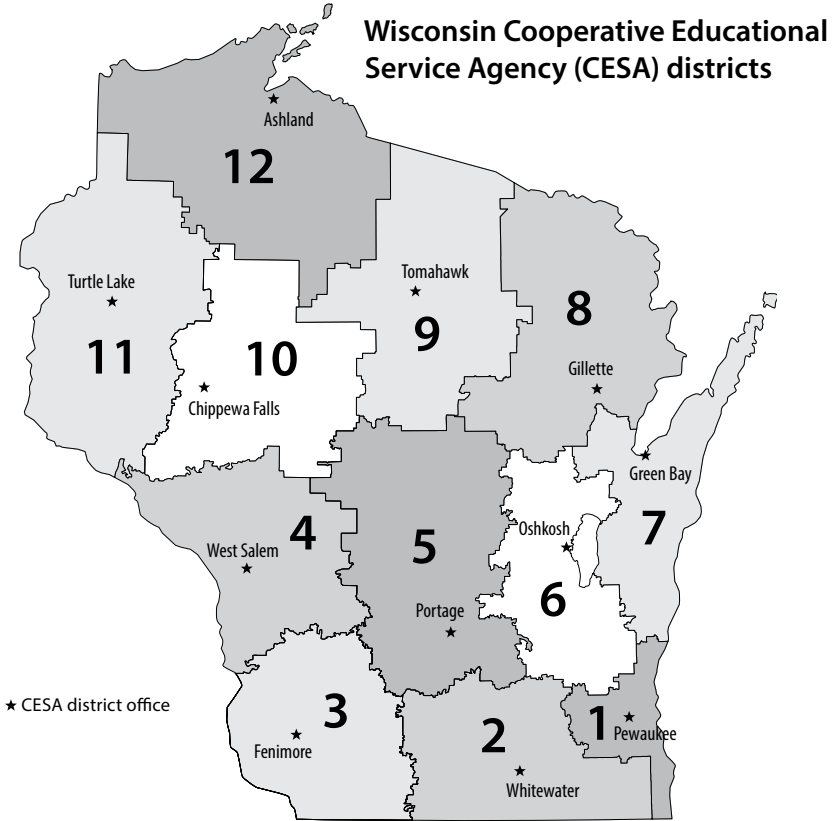 Wisconsin Cooperative Educational
Service Agency (CESA) districts
Ashland
12
Turtle Lake
11
Tomahawk
9
8
Gillette
10
Chippewa Falls
Green Bay
7
4
West Salem
5
Portage
Oshkosh
6
★ CESA district office
3
Fenimore
2
Whitewater
1
Pewaukee